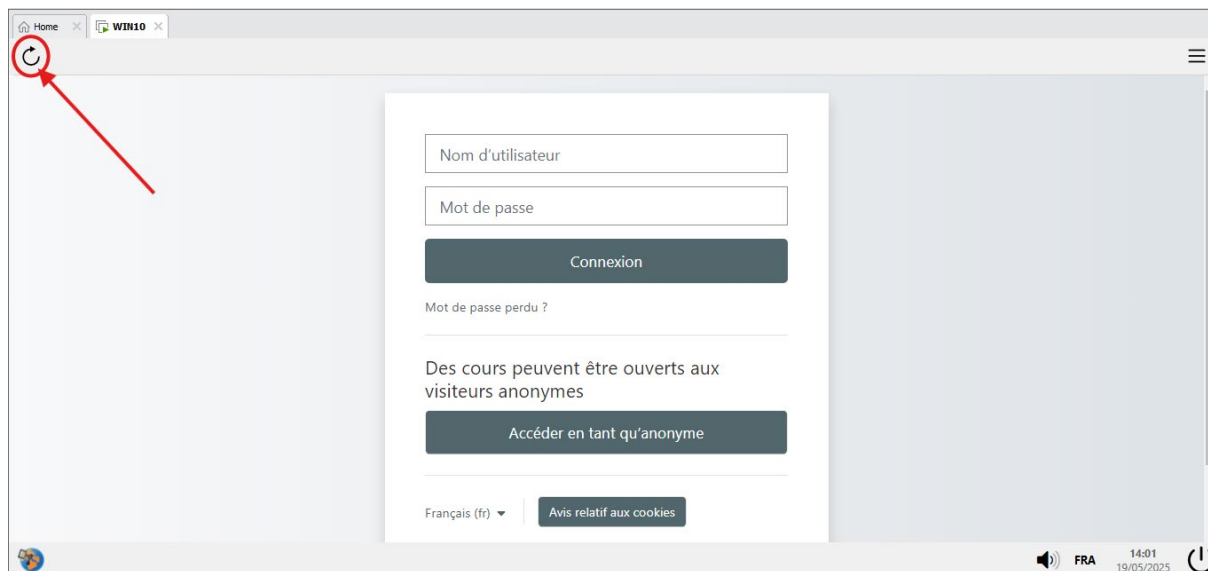 Home
WIN10
Nom d'utilisateur
Mot de passe
Connexion
Mot de passe perdu ?
Des cours peuvent être ouverts aux
visiteurs anonymes
Accéder en tant qu'anonyme
Français (fr)
Avis relatif aux cookies
FRA
14:01
19/05/2025